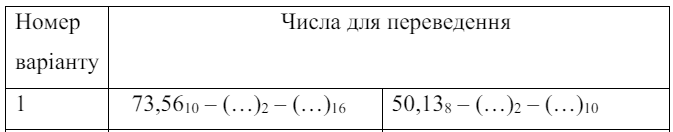 Номер варіанту Числа для переведення
1 73,56₁₀ – (…)₂ – (…)₁₆ 50,13₈ – (…)₂ – (…)₁₀